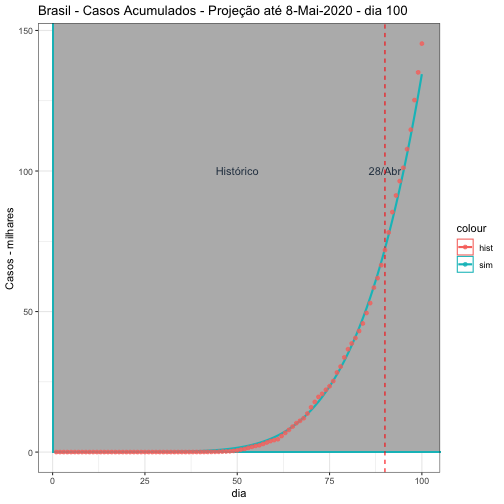 Brasil - Casos Acumulados - Projeção até 8-Mai-2020 - dia 100
150
100
50
0
Casos - milhares
Histórico
28/Abr
0
25
50
75
100
dia
colour
hist
sim